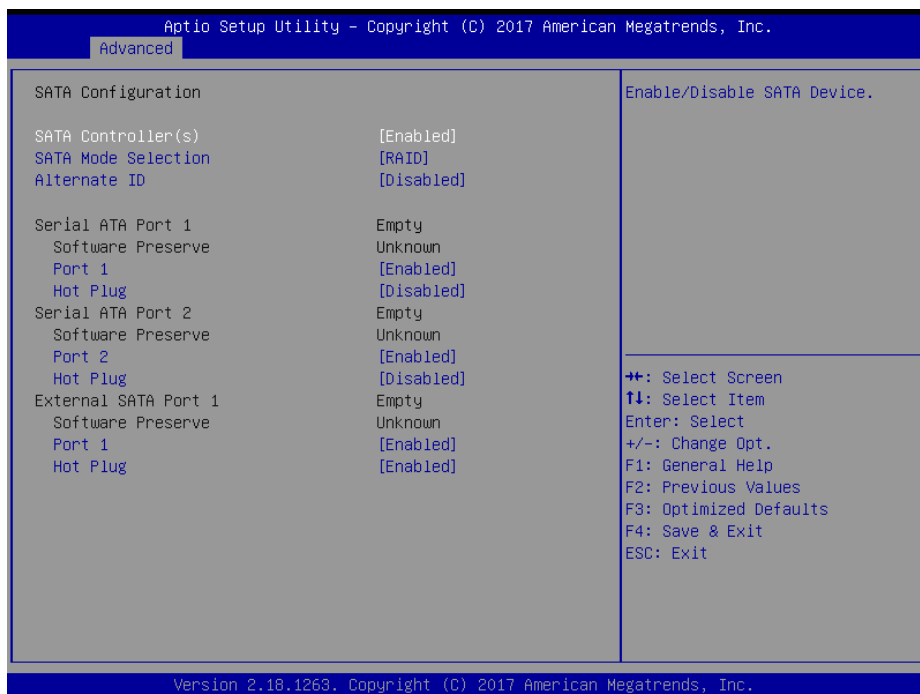 Aptio Setup Utility – Copyright (C) 2017 American Megatrends, Inc.
Advanced
SATA Configuration
SATA Controller(s) [Enabled]
SATA Mode Selection [RAID]
Alternate ID [Disabled]
Serial ATA Port 1 Empty
Software Preserve Unknown
Port 1 [Enabled]
Hot Plug [Disabled]
Serial ATA Port 2 Empty
Software Preserve Unknown
Port 2 [Enabled]
Hot Plug [Disabled]
External SATA Port 1 Empty
Software Preserve Unknown
Port 1 [Enabled]
Hot Plug [Enabled]
Enable/Disable SATA Device.
→←: Select Screen
↑↓: Select Item
Enter: Select
+/-: Change Opt.
F1: General Help
F2: Previous Values
F3: Optimized Defaults
F4: Save & Exit
ESC: Exit
Version 2.18.1263. Copyright (C) 2017 American Megatrends, Inc.